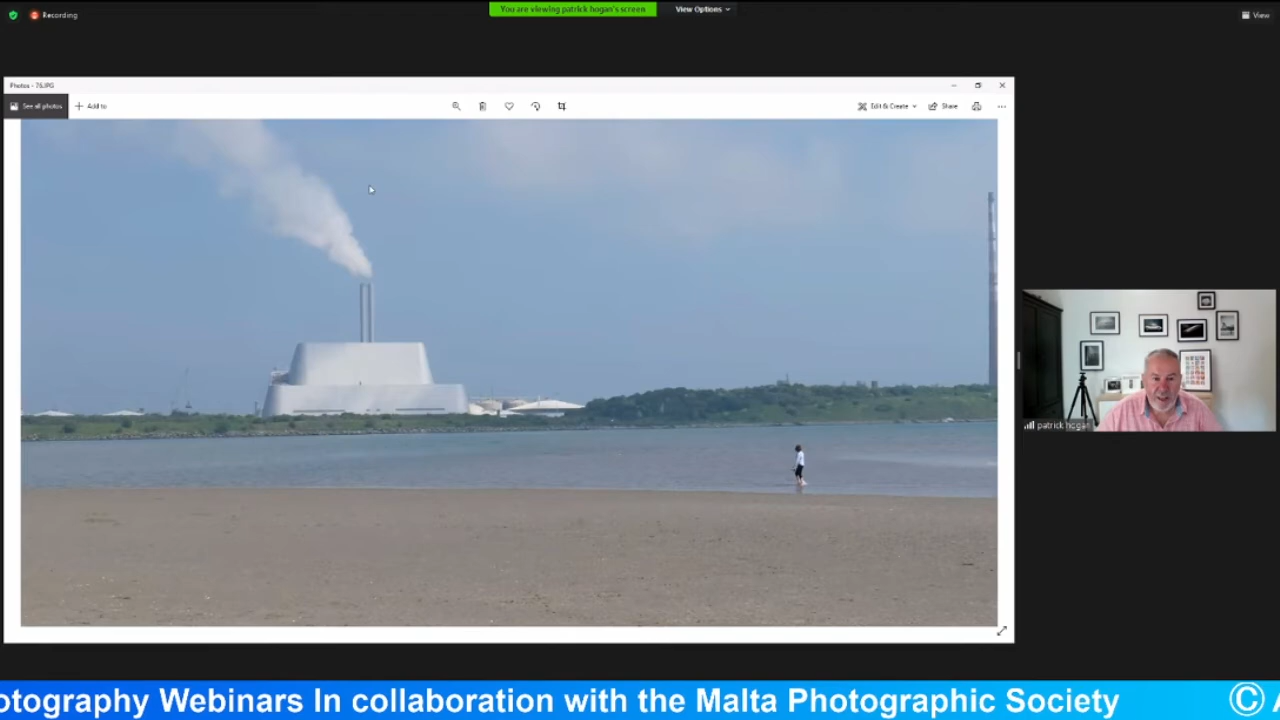 Recording
You are viewing patrick.hogan's screen
View Options
View
Photos - 76.JPG
See all photos
Add to
Edit & Create
Share
patrick hogan
otography Webinars In collaboration with the Malta Photographic Society
© A